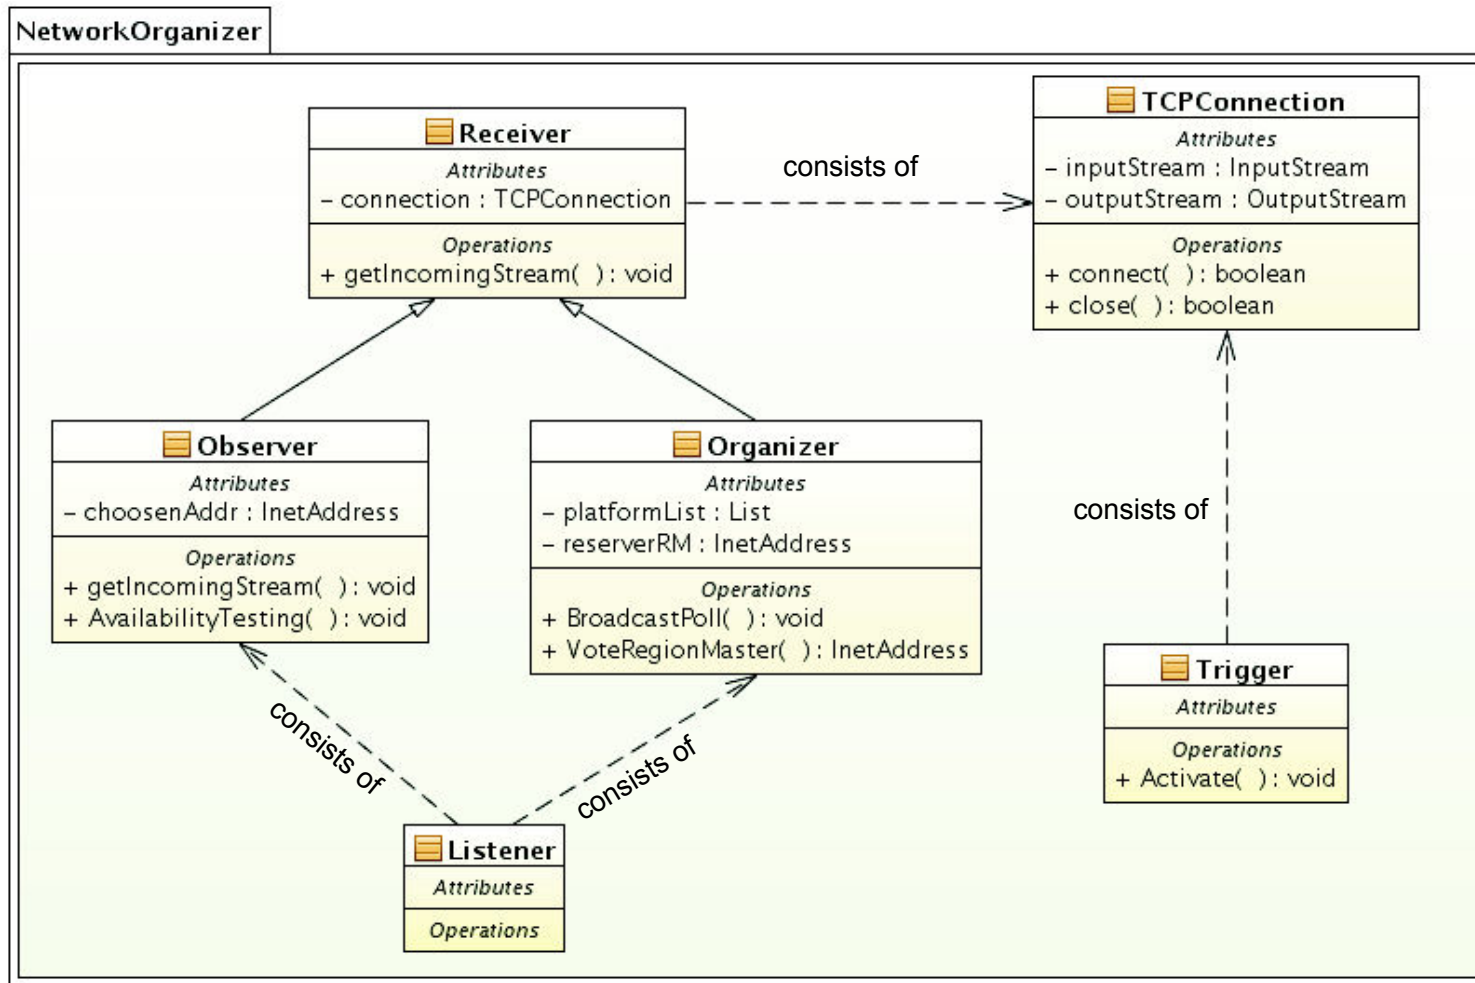 NetworkOrganizer
Receiver
Attributes
– connection : TCPConnection
Operations
+ getIncomingStream( ): void
consists of
TCPConnection
Attributes
– inputStream : InputStream
– outputStream : OutputStream
Operations
+ connect( ): boolean
+ close( ): boolean
Observer
Attributes
– choosenAddr : InetAddress
Operations
+ getIncomingStream( ): void
+ AvailabilityTesting( ): void
Organizer
Attributes
– platformList : List
– reserverRM : InetAddress
Operations
+ BroadcastPoll( ): void
+ VoteRegionMaster( ): InetAddress
consists of
Trigger
Attributes
Operations
+ Activate( ): void
consists of
consists of
Listener
Attributes
Operations